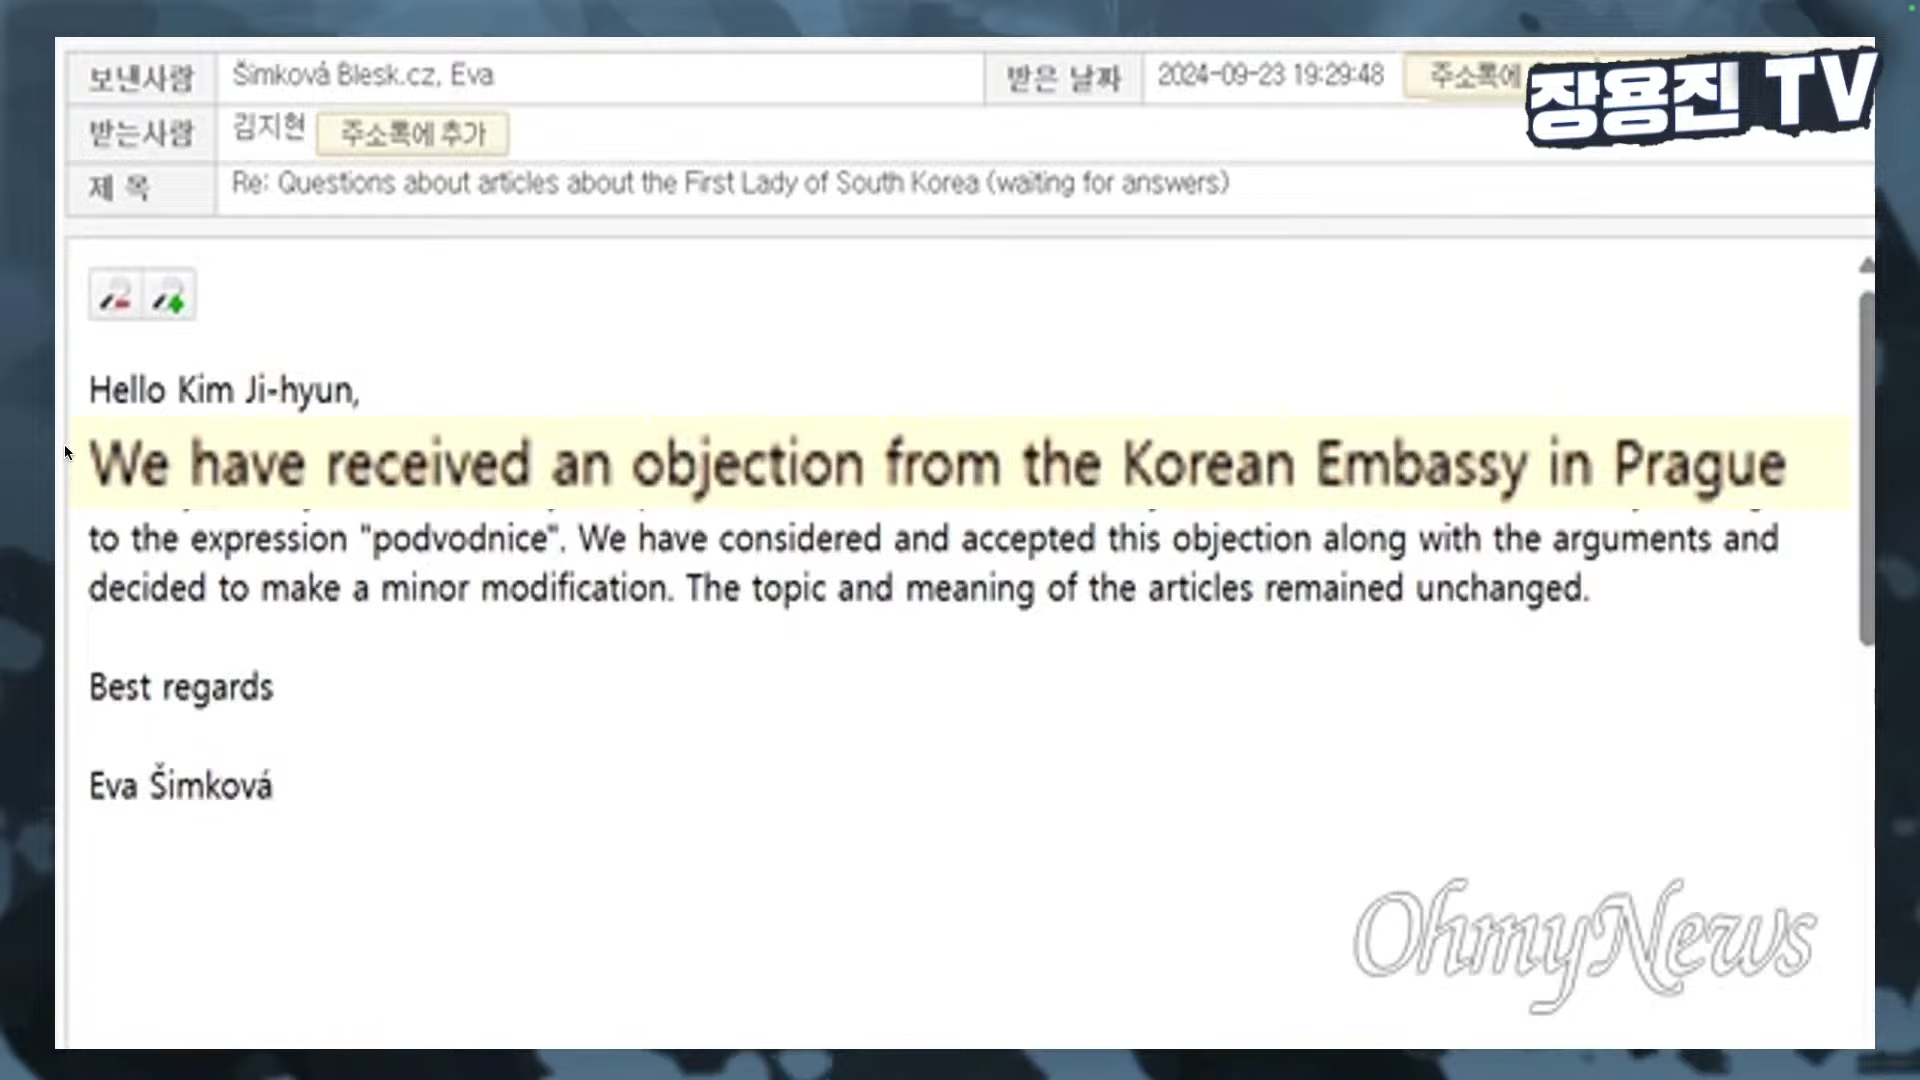 장용진 TV
보낸사람 Šimková Blesk.cz, Eva 받은 날짜 2024-09-23 19:29:48 주소록에
받는사람 김지현 주소록에 추가
제 목 Re: Questions about articles about the First Lady of South Korea (waiting for answers)
Hello Kim Ji-hyun,
We have received an objection from the Korean Embassy in Prague
to the expression "podvodnice". We have considered and accepted this objection along with the arguments and
decided to make a minor modification. The topic and meaning of the articles remained unchanged.
Best regards
Eva Šimková
OhmyNews